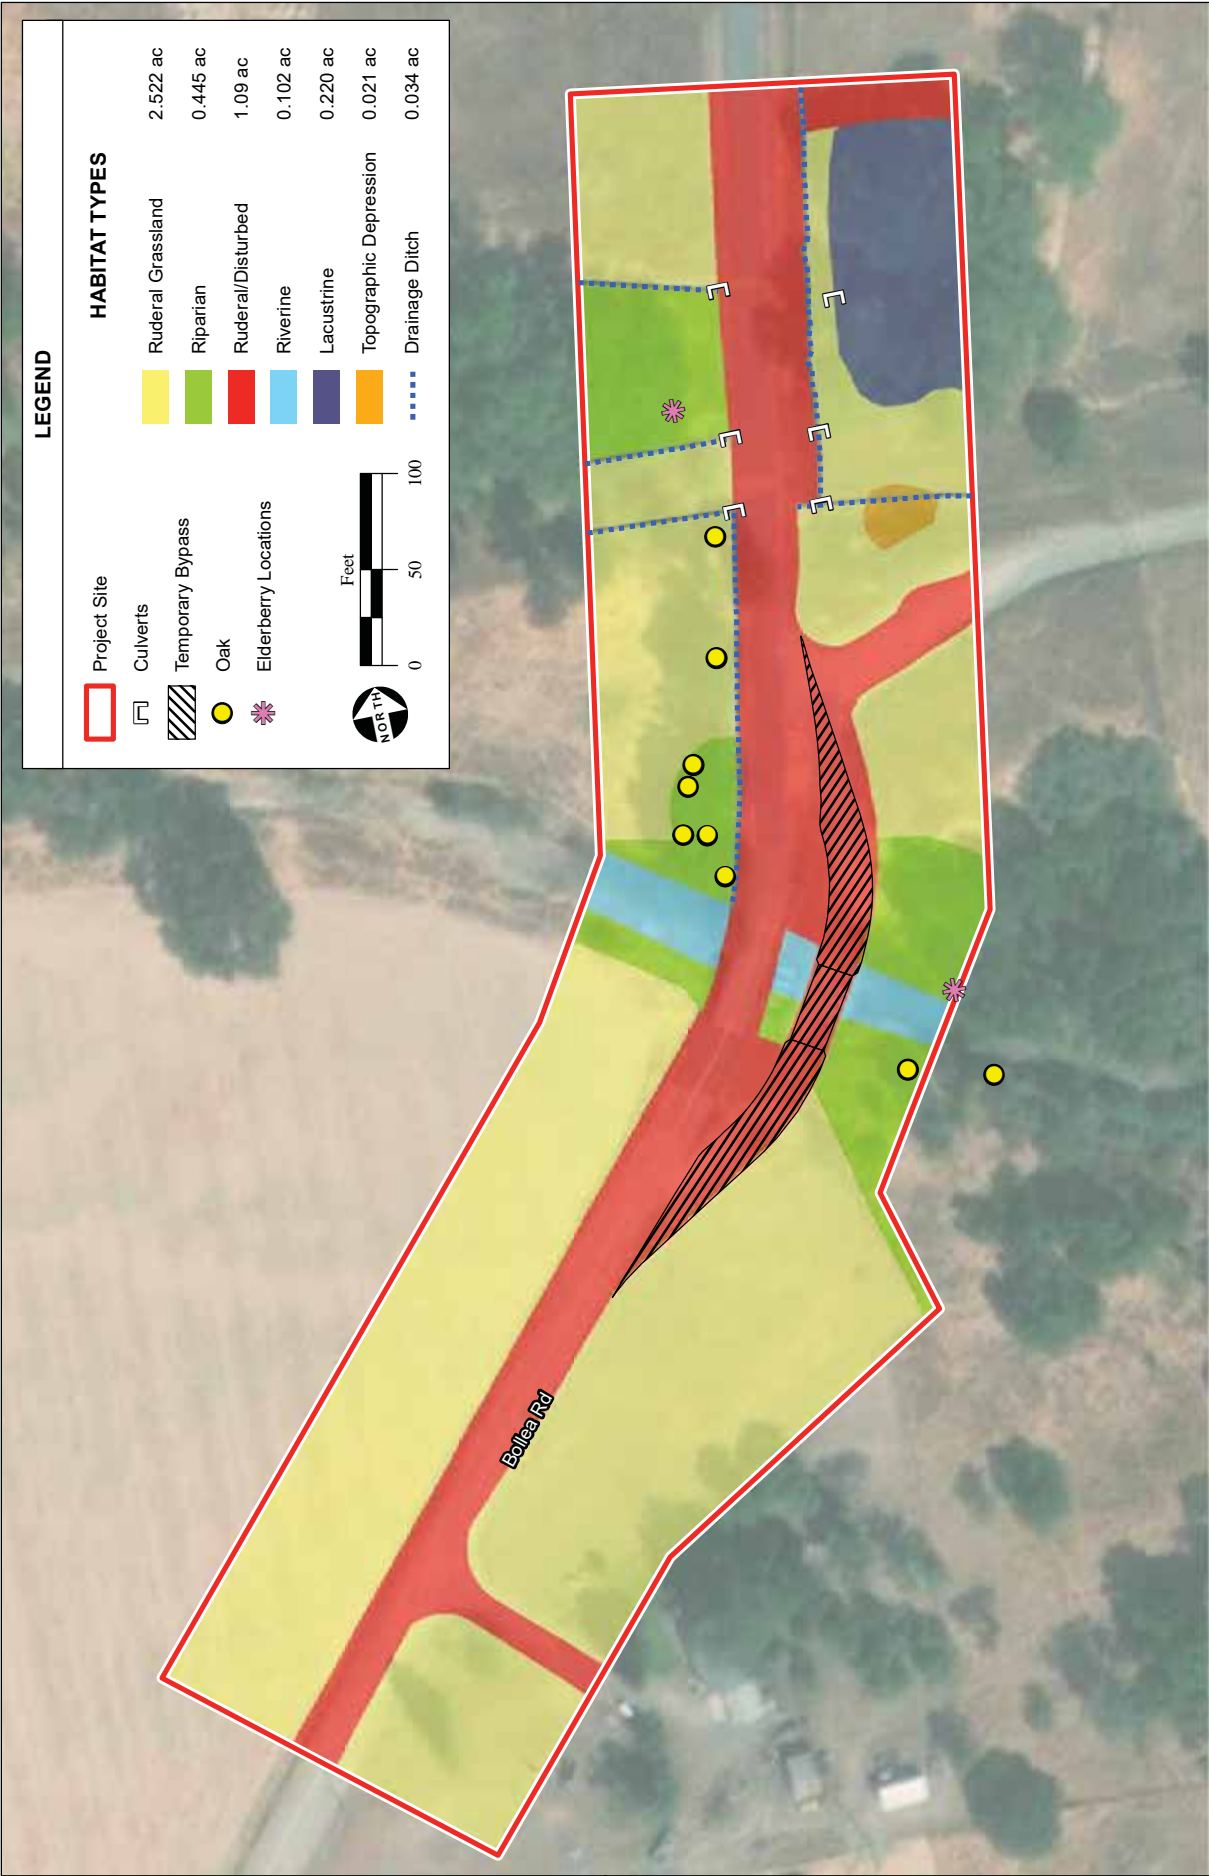 LEGEND
Project Site
Culverts
Temporary Bypass
Oak
Elderberry Locations
NORTH
Feet
0 50 100
HABITAT TYPES
Ruderal Grassland 2.522 ac
Riparian 0.445 ac
Ruderal/Disturbed 1.09 ac
Riverine 0.102 ac
Lacustrine 0.220 ac
Topographic Depression 0.021 ac
Drainage Ditch 0.034 ac
Bollea Rd